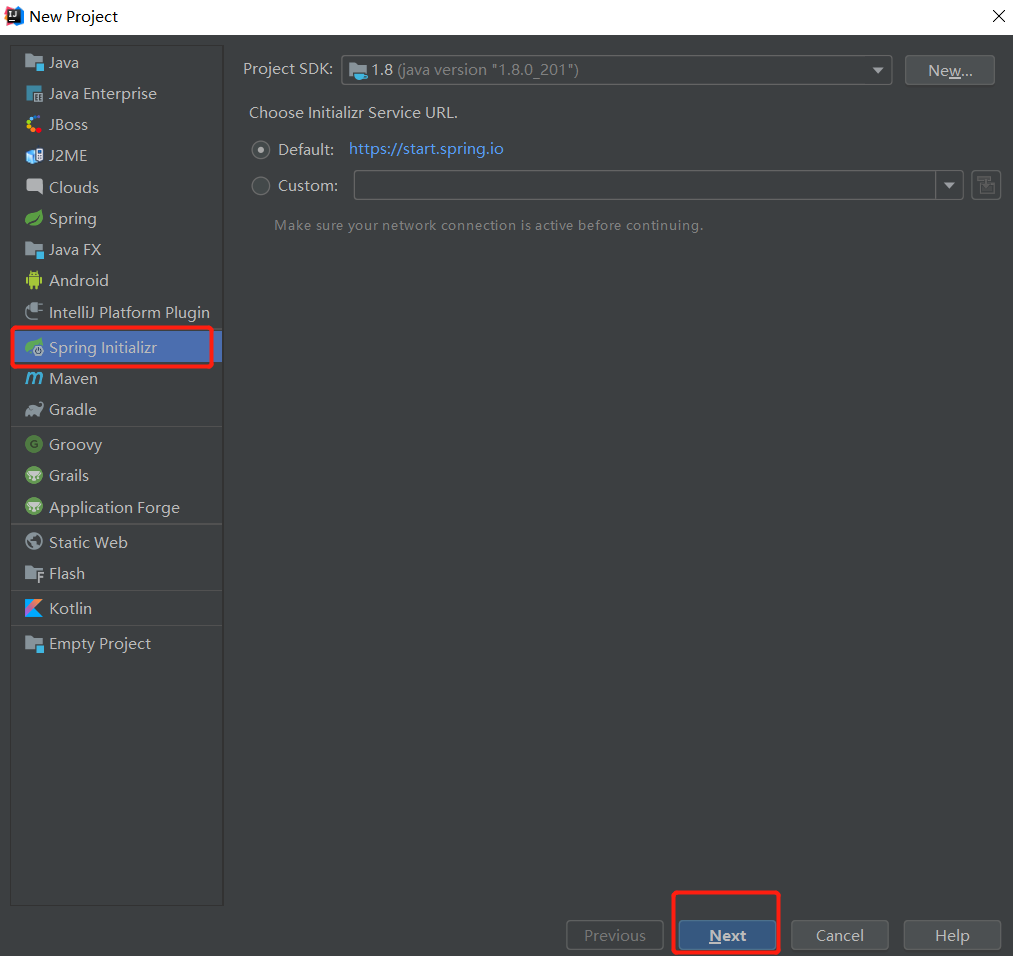 New Project
Java
Java Enterprise
JBoss
J2ME
Clouds
Spring
Java FX
Android
IntelliJ Platform Plugin
Spring Initializr
Maven
Gradle
Groovy
Grails
Application Forge
Static Web
Flash
Kotlin
Empty Project
Project SDK: 1.8 (java version "1.8.0_201") New...
Choose Initializr Service URL.
Default: https://start.spring.io
Custom:
Make sure your network connection is active before continuing.
Previous Next Cancel Help